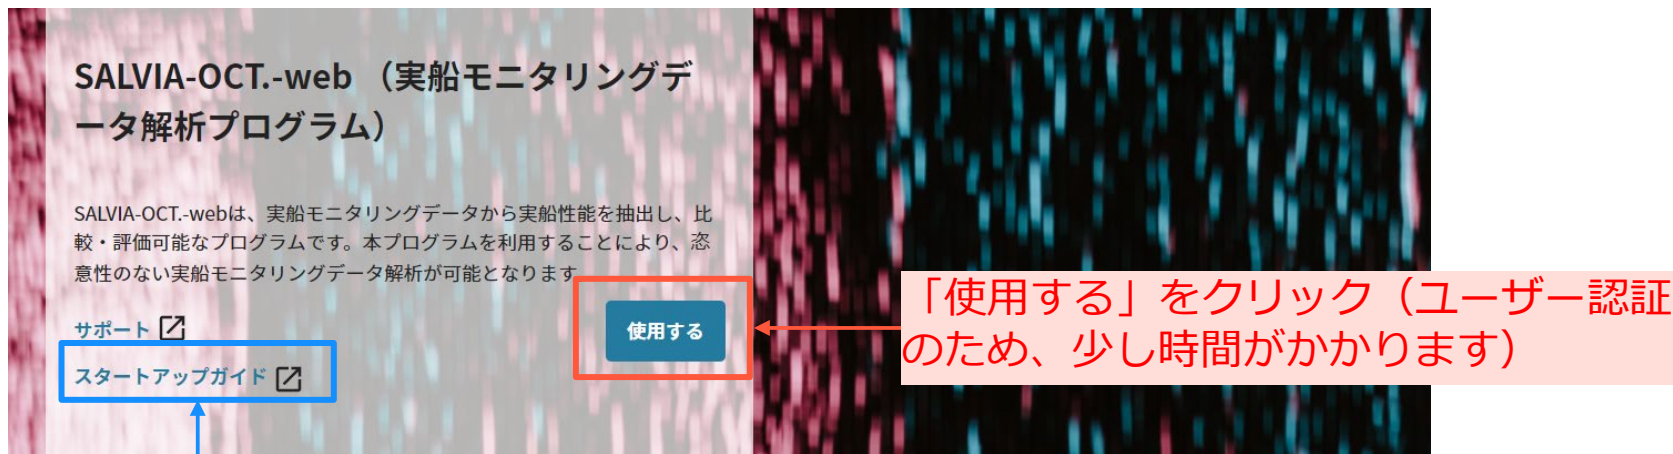 SALVIA-OCT.-web （実船モニタリングデ
ータ解析プログラム）
SALVIA-OCT.-webは、実船モニタリングデータから実船性能を抽出し、比
較・評価可能なプログラムです。本プログラムを利用することにより、恣
意性のない実船モニタリングデータ解析が可能となります
サポート
使用する
スタートアップガイド
「使用する」をクリック（ユーザー認証
のため、少し時間がかかります）